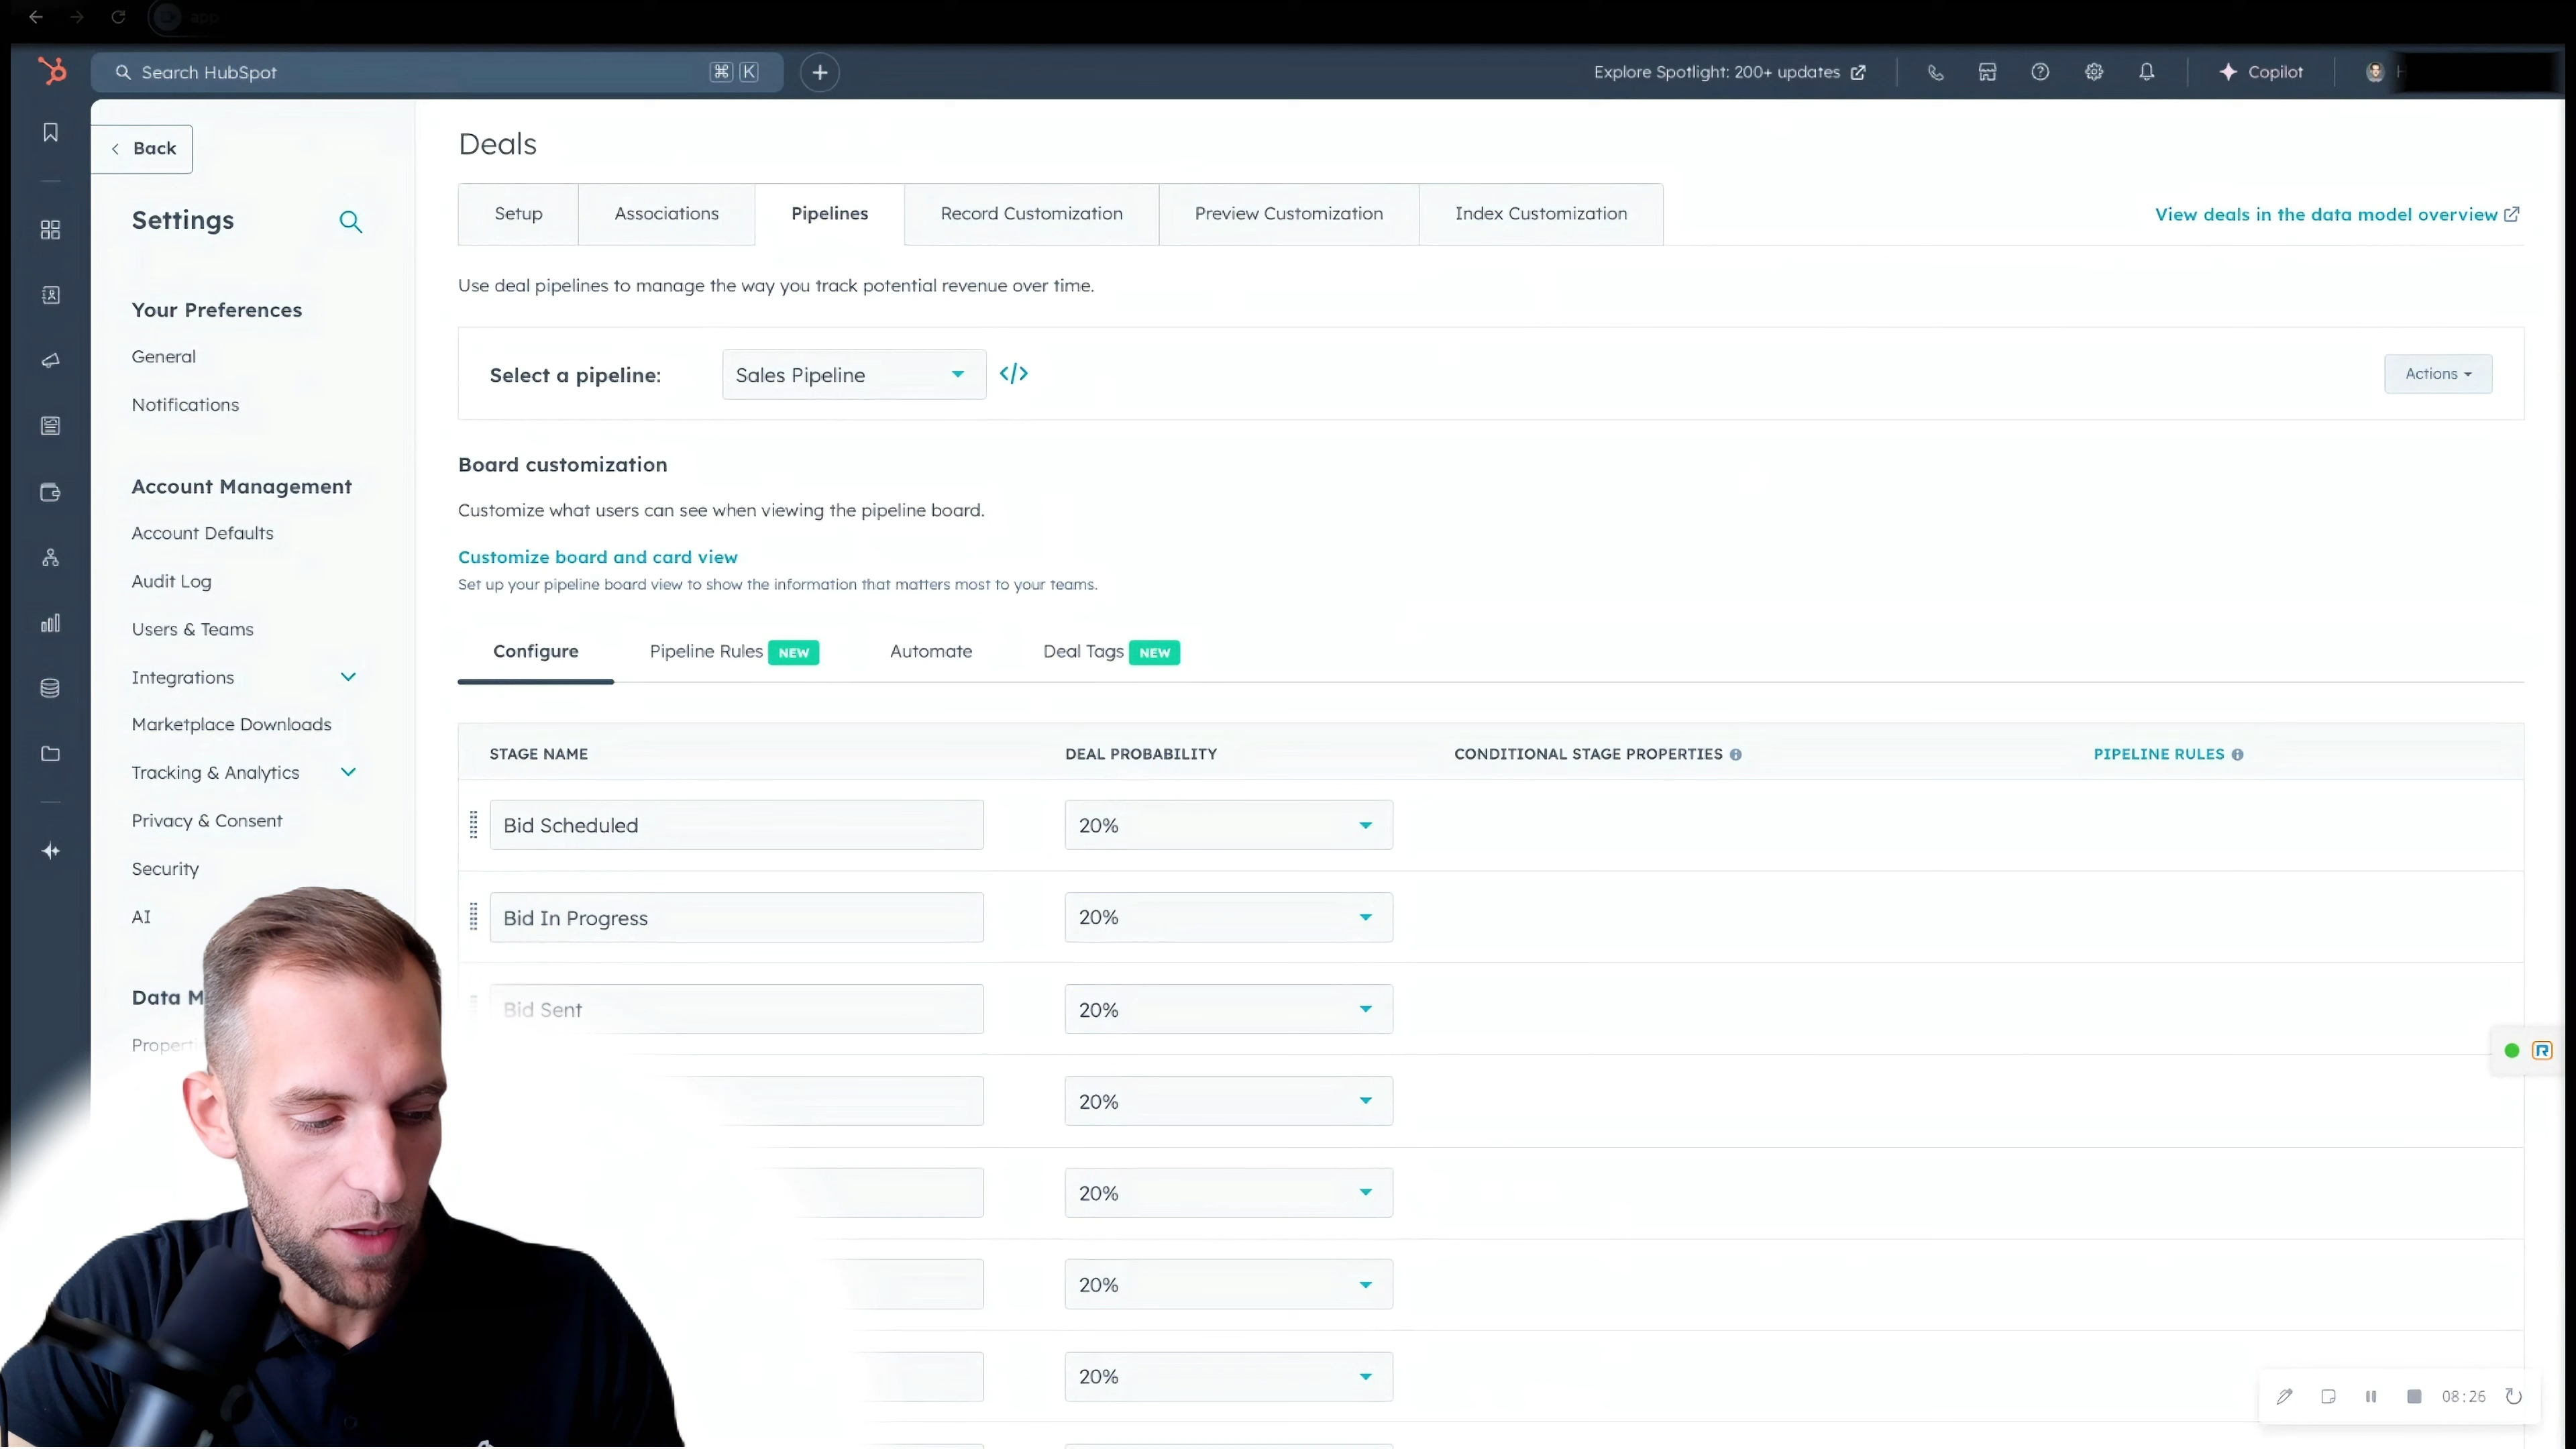 Search HubSpot
⌘ K
Explore Spotlight: 200+ updates
Copilot
Back
Settings
Your Preferences
General
Notifications
Account Management
Account Defaults
Audit Log
Users & Teams
Integrations
Marketplace Downloads
Tracking & Analytics
Privacy & Consent
Security
AI
Data M
Propert
Deals
Setup
Associations
Pipelines
Record Customization
Preview Customization
Index Customization
View deals in the data model overview
Use deal pipelines to manage the way you track potential revenue over time.
Select a pipeline:
Sales Pipeline
</>
Actions
Board customization
Customize what users can see when viewing the pipeline board.
Customize board and card view
Set up your pipeline board view to show the information that matters most to your teams.
Configure
Pipeline Rules NEW
Automate
Deal Tags NEW
STAGE NAME
DEAL PROBABILITY
CONDITIONAL STAGE PROPERTIES
PIPELINE RULES
Bid Scheduled
20%
Bid In Progress
20%
Bid Sent
20%
20%
20%
20%
20%
08:26